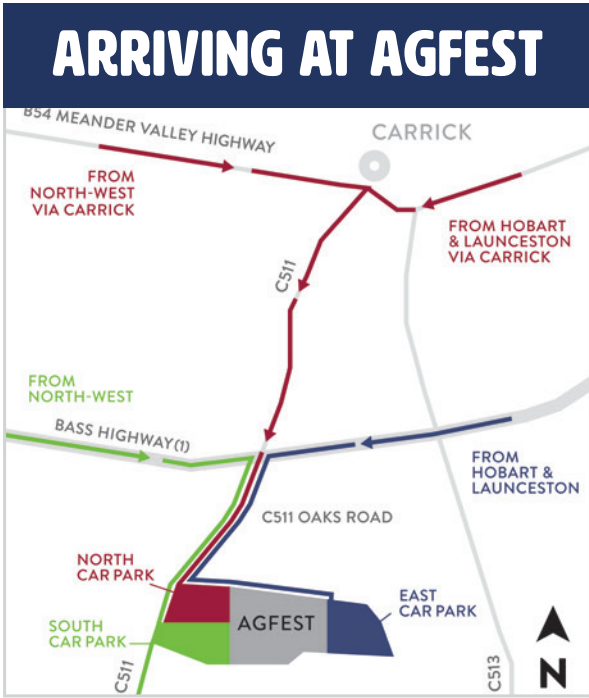 ARRIVING AT AGFEST
B54 MEANDER VALLEY HIGHWAY
CARRICK
FROM
NORTH-WEST
VIA CARRICK
FROM HOBART
& LAUNCESTON
VIA CARRICK
C511
FROM
NORTH-WEST
BASS HIGHWAY(1)
FROM
HOBART &
LAUNCESTON
C511 OAKS ROAD
NORTH
CAR PARK
EAST
CAR PARK
AGFEST
SOUTH
CAR PARK
C511
C513
N